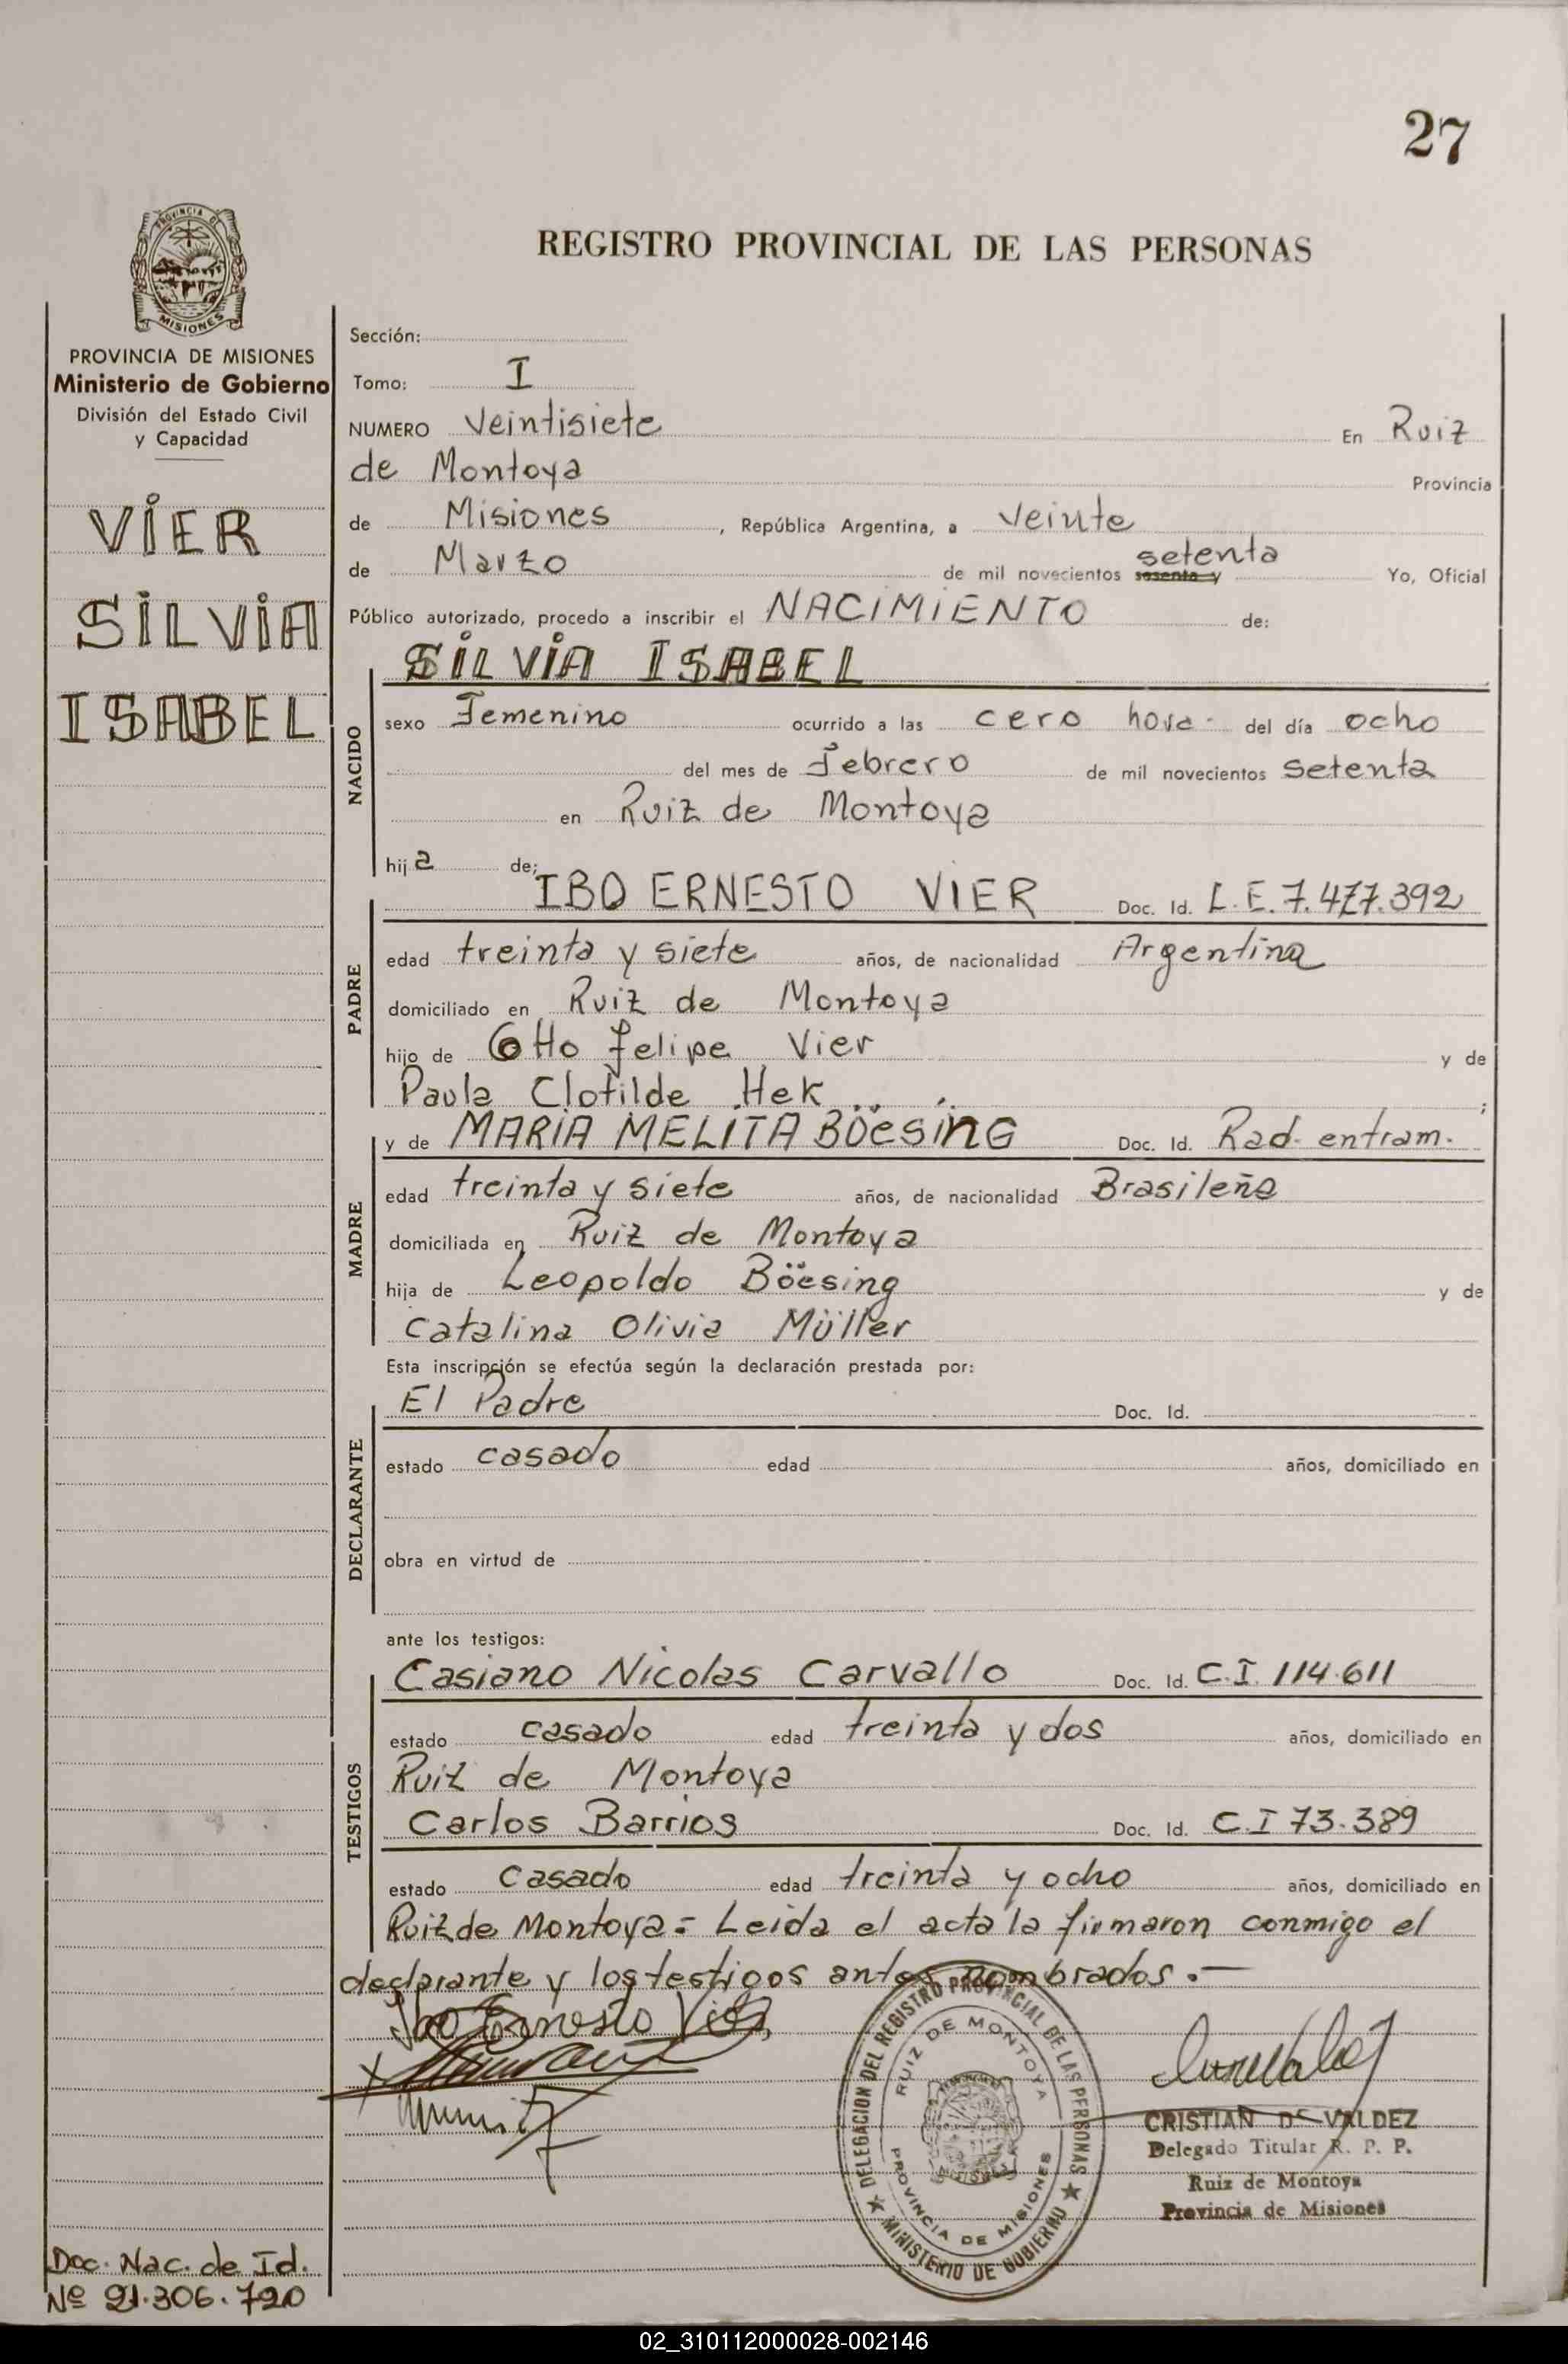 27
PROVINCIA DE
MISIONES
REGISTRO PROVINCIAL DE LAS PERSONAS
PROVINCIA DE MISIONES
Ministerio de Gobierno
División del Estado Civil
y Capacidad
VIER
SILVIA
ISABEL
Sección:
Tomo: I
NUMERO Veintisiete En Ruiz
de Montoya Provincia
de Misiones, República Argentina, a veinte
de Marzo de mil novecientos sesenta y setenta Yo, Oficial
Público autorizado, procedo a inscribir el NACIMIENTO de:
SILVIA ISABEL
NACIDO
sexo Femenino ocurrido a las cero hora- del día ocho
del mes de Febrero de mil novecientos setenta
en Ruiz de Montoya
hija de;
PADRE
IBO ERNESTO VIER Doc. Id. L.E. 7.477.392
edad treinta y siete años, de nacionalidad Argentina
domiciliado en Ruiz de Montoya
hijo de Otto Felipe Vier y de
Paula Clotilde Hek ;
MADRE
y de MARIA MELITA BÖESING Doc. Id. Rad. entram.
edad treinta y siete años, de nacionalidad Brasileña
domiciliada en Ruiz de Montoya
hija de Leopoldo Böesing y de
Catalina Olivia Müller
Esta inscripción se efectúa según la declaración prestada por:
DECLARANTE
El Padre Doc. Id.
estado casado edad años, domiciliado en
obra en virtud de
ante los testigos:
TESTIGOS
Casiano Nicolas Carvallo Doc. Id. C.I. 114.611
estado casado edad treinta y dos años, domiciliado en
Ruiz de Montoya
Carlos Barrios Doc. Id. C.I 73.389
estado casado edad treinta y ocho años, domiciliado en
Ruiz de Montoya = Leida el acta la firmaron conmigo el
declarante y los testigos antes nombrados.—
Ibo Ernesto Vier
DELEGACION DEL REGISTRO PROVINCIAL DE LAS PERSONAS
MINISTERIO DE GOBIERNO
RUIZ DE MONTOYA
PROVINCIA DE MISIONES
CRISTIAN DE VALDEZ
Delegado Titular R. P. P.
Ruiz de Montoya
Provincia de Misiones
Doc. Nac. de Id.
Nº 21.306.720
02_310112000028-002146